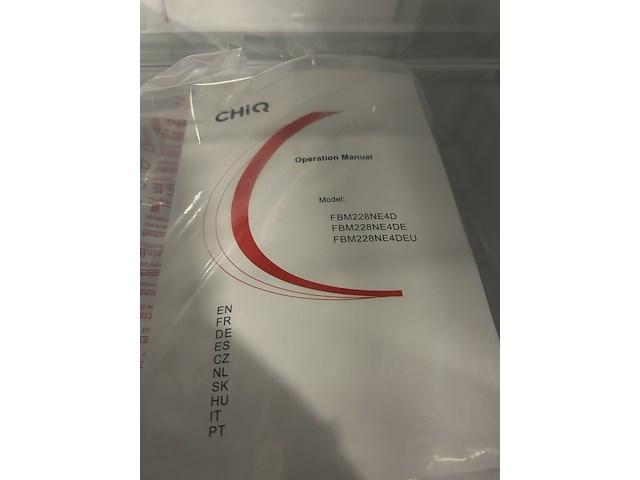 CHiQ
Operation Manual
Model:
FBM228NE4D
FBM228NE4DE
FBM228NE4DEU
EN
FR
DE
ES
CZ
NL
SK
HU
IT
PT